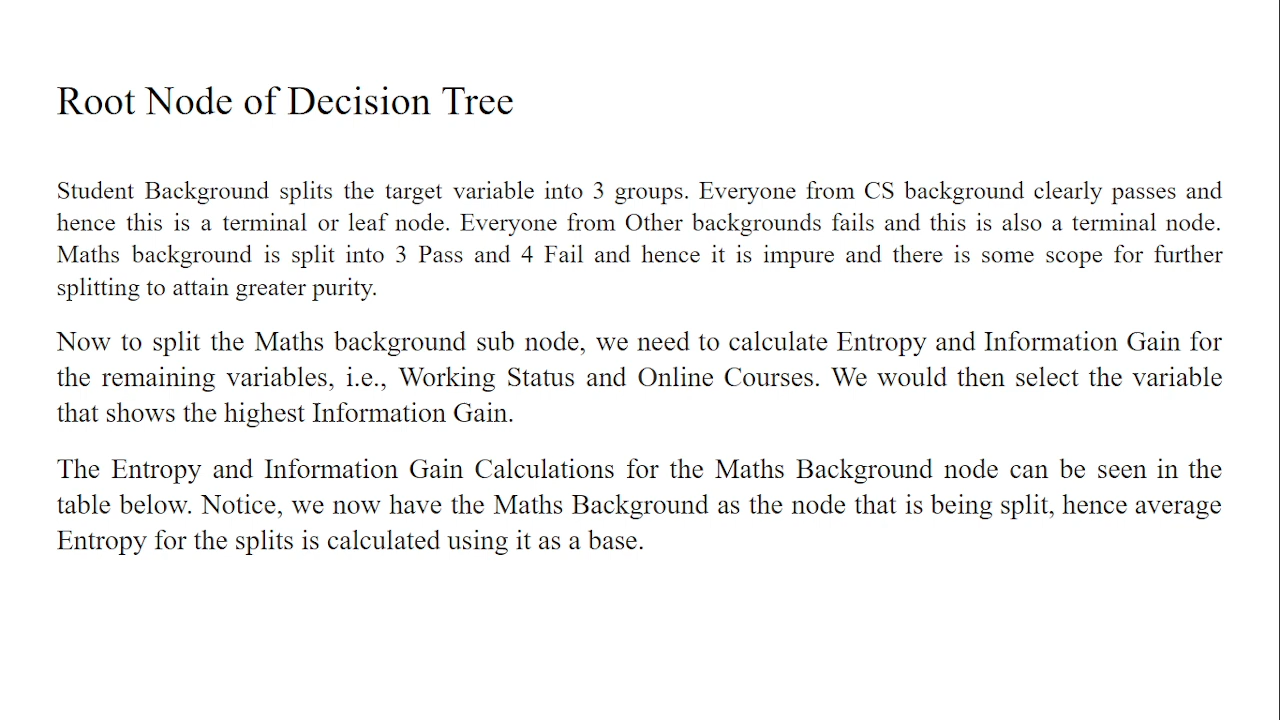 Root Node of Decision Tree
Student Background splits the target variable into 3 groups. Everyone from CS background clearly passes and
hence this is a terminal or leaf node. Everyone from Other backgrounds fails and this is also a terminal node.
Maths background is split into 3 Pass and 4 Fail and hence it is impure and there is some scope for further
splitting to attain greater purity.
Now to split the Maths background sub node, we need to calculate Entropy and Information Gain for
the remaining variables, i.e., Working Status and Online Courses. We would then select the variable
that shows the highest Information Gain.
The Entropy and Information Gain Calculations for the Maths Background node can be seen in the
table below. Notice, we now have the Maths Background as the node that is being split, hence average
Entropy for the splits is calculated using it as a base.